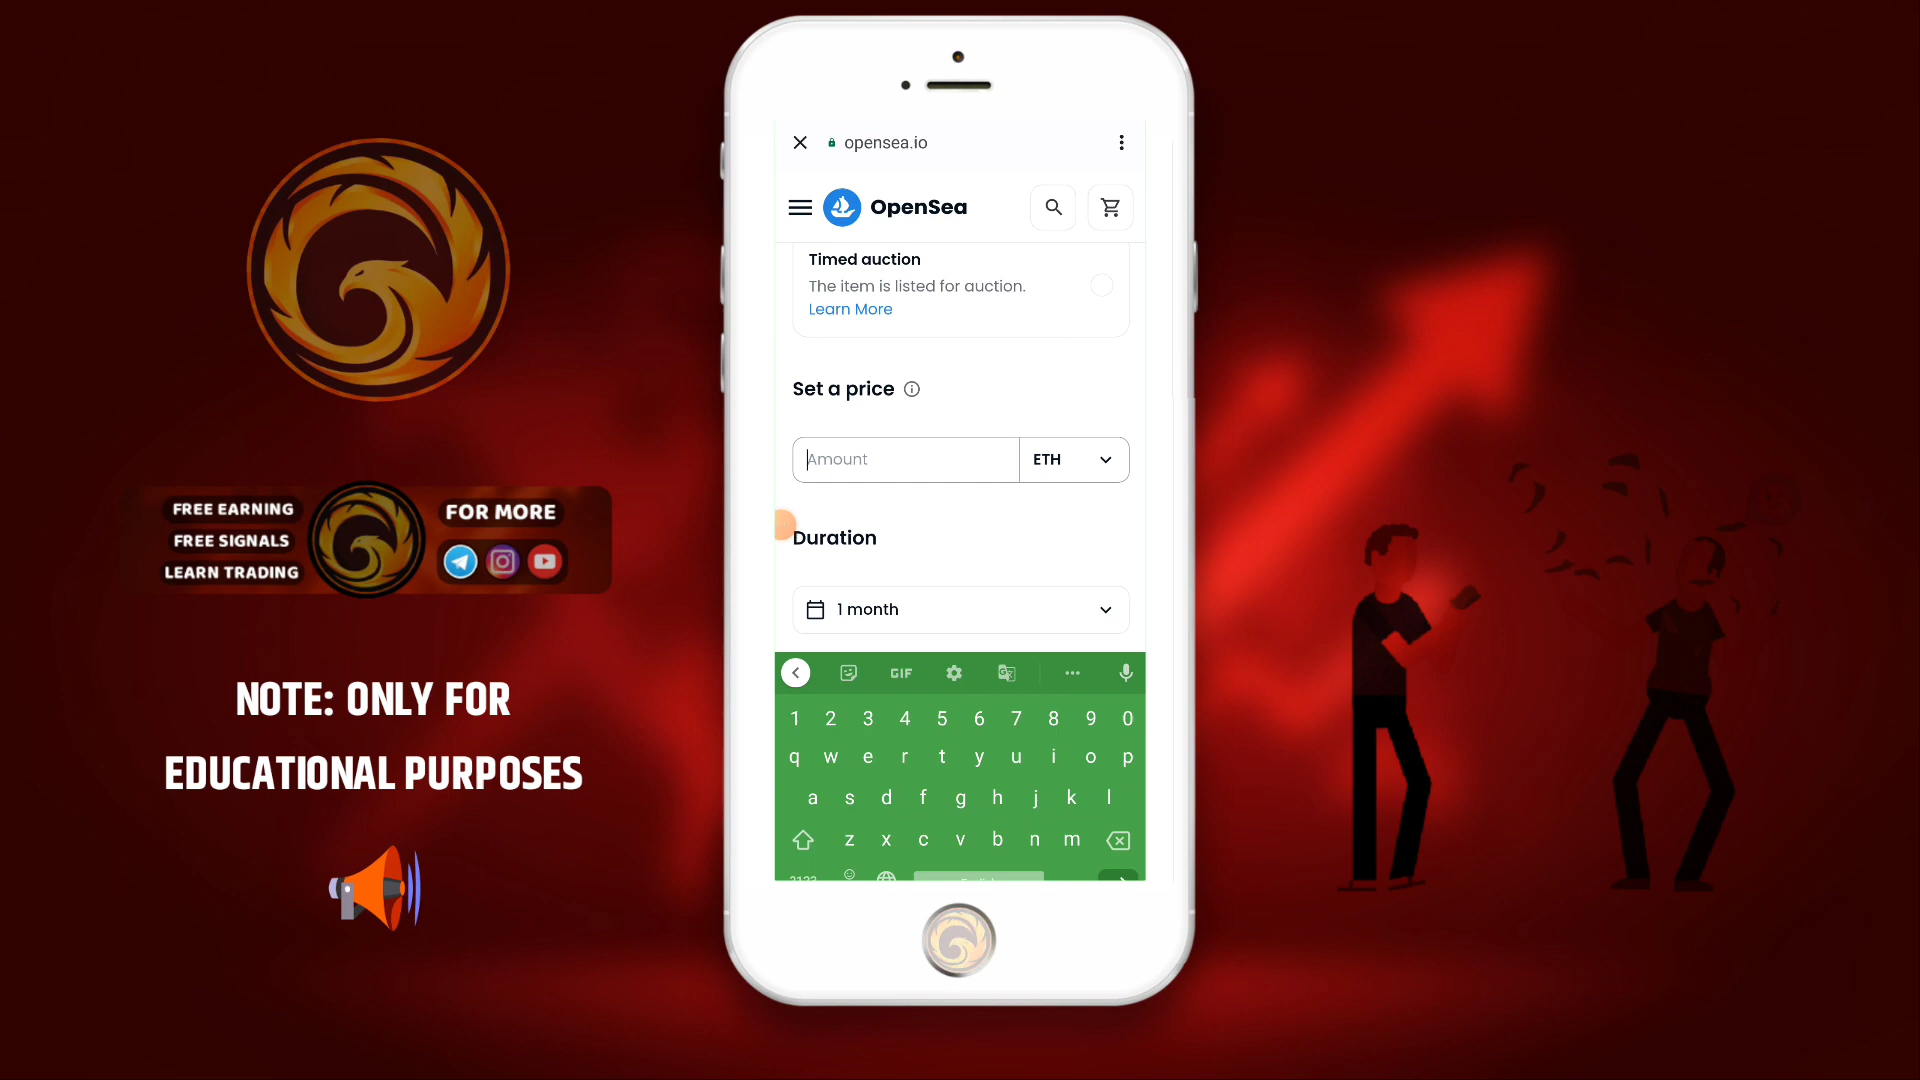 FREE EARNING
FREE SIGNALS
LEARN TRADING
FOR MORE
NOTE: ONLY FOR
EDUCATIONAL PURPOSES
opensea.io
OpenSea
Timed auction
The item is listed for auction.
Learn More
Set a price
Amount
ETH
Duration
1 month
GIF
1 2 3 4 5 6 7 8 9 0
q w e r t y u i o p
a s d f g h j k l
z x c v b n m